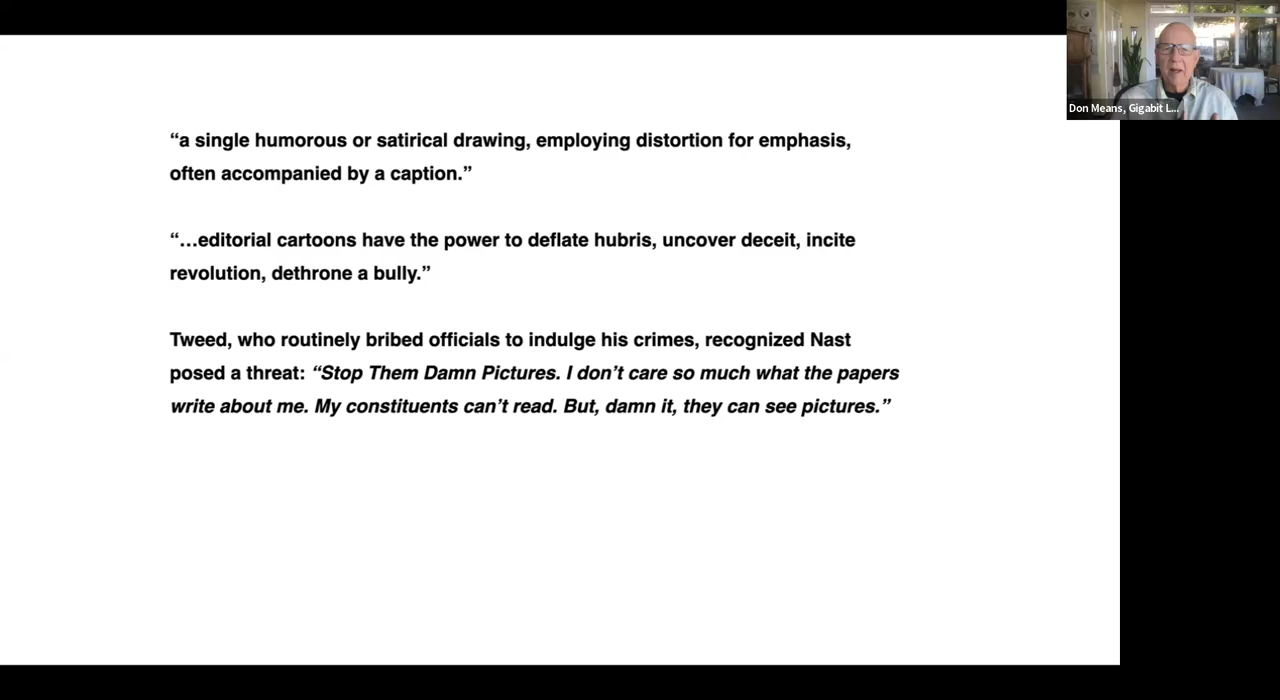 “a single humorous or satirical drawing, employing distortion for emphasis,
often accompanied by a caption.”
“…editorial cartoons have the power to deflate hubris, uncover deceit, incite
revolution, dethrone a bully.”
Tweed, who routinely bribed officials to indulge his crimes, recognized Nast
posed a threat: “Stop Them Damn Pictures. I don’t care so much what the papers
write about me. My constituents can’t read. But, damn it, they can see pictures.”
Don Means, Gigabit L...